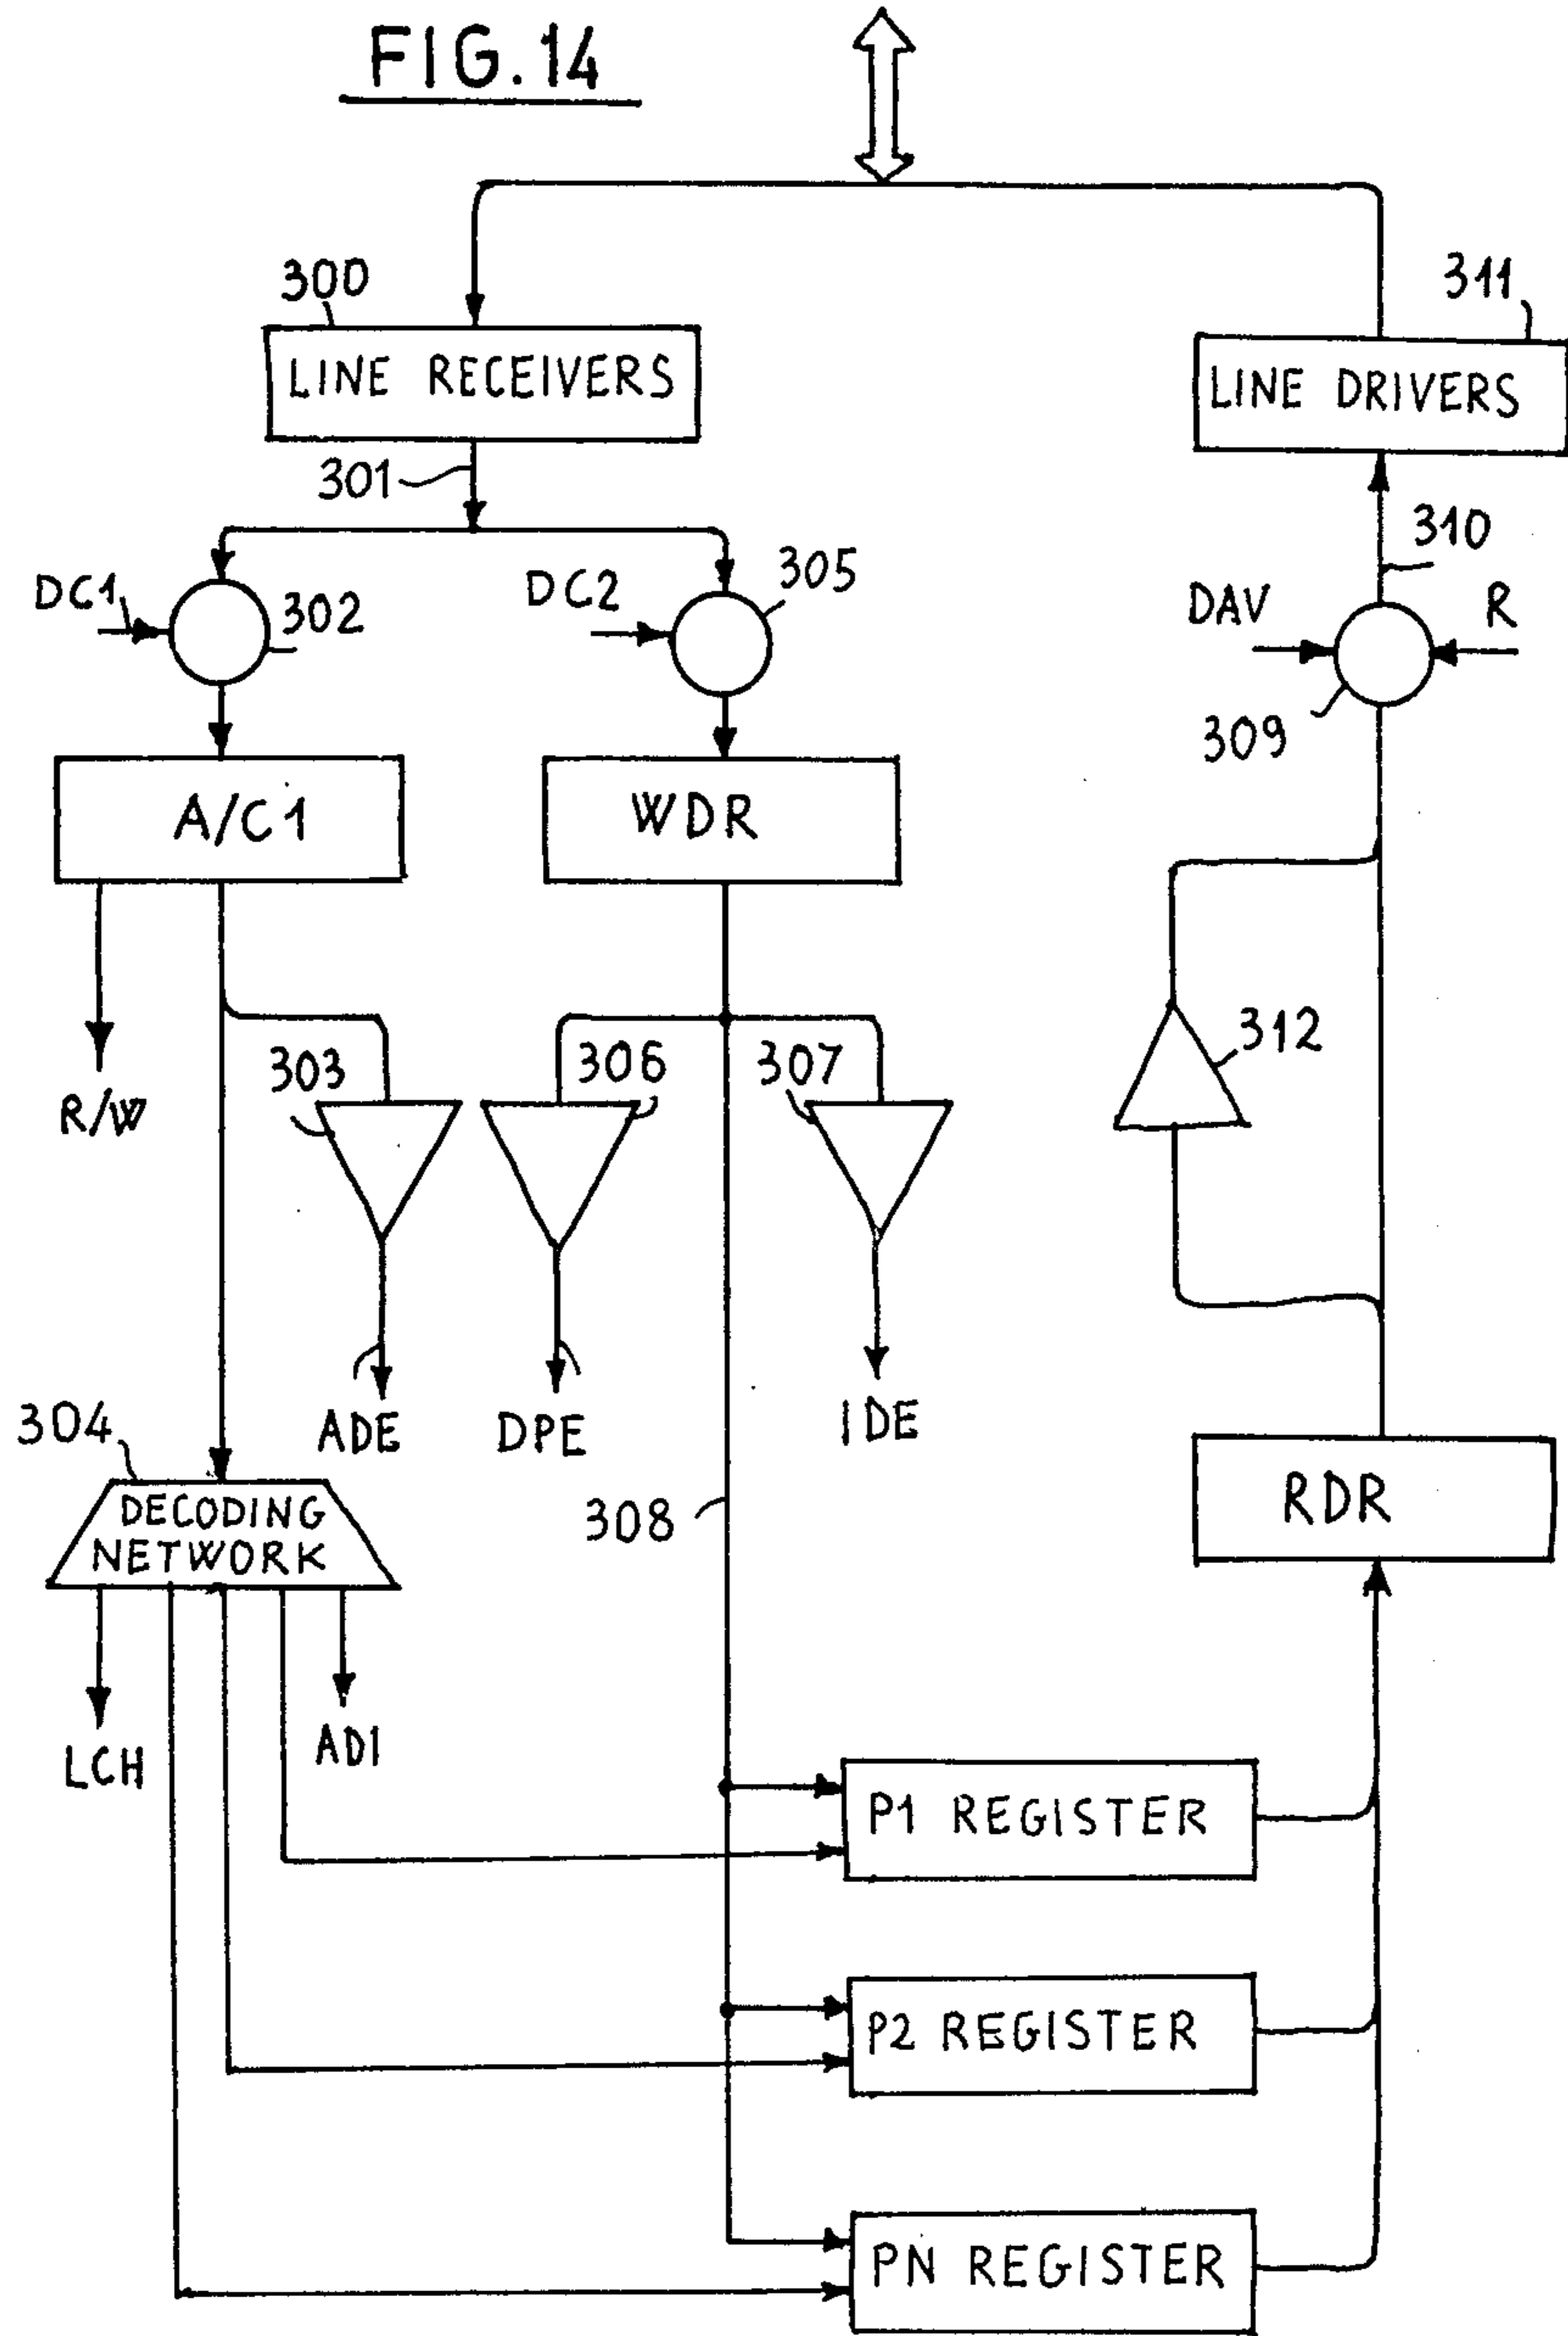 FIG. 14
300
311
LINE RECEIVERS
LINE DRIVERS
301
310
DC1
302
DC2
305
DAV
R
309
A/C1
WDR
R/W
303
306
307
312
304
ADE
DPE
IDE
DECODING
NETWORK
308
RDR
LCH
ADI
P1 REGISTER
P2 REGISTER
PN REGISTER